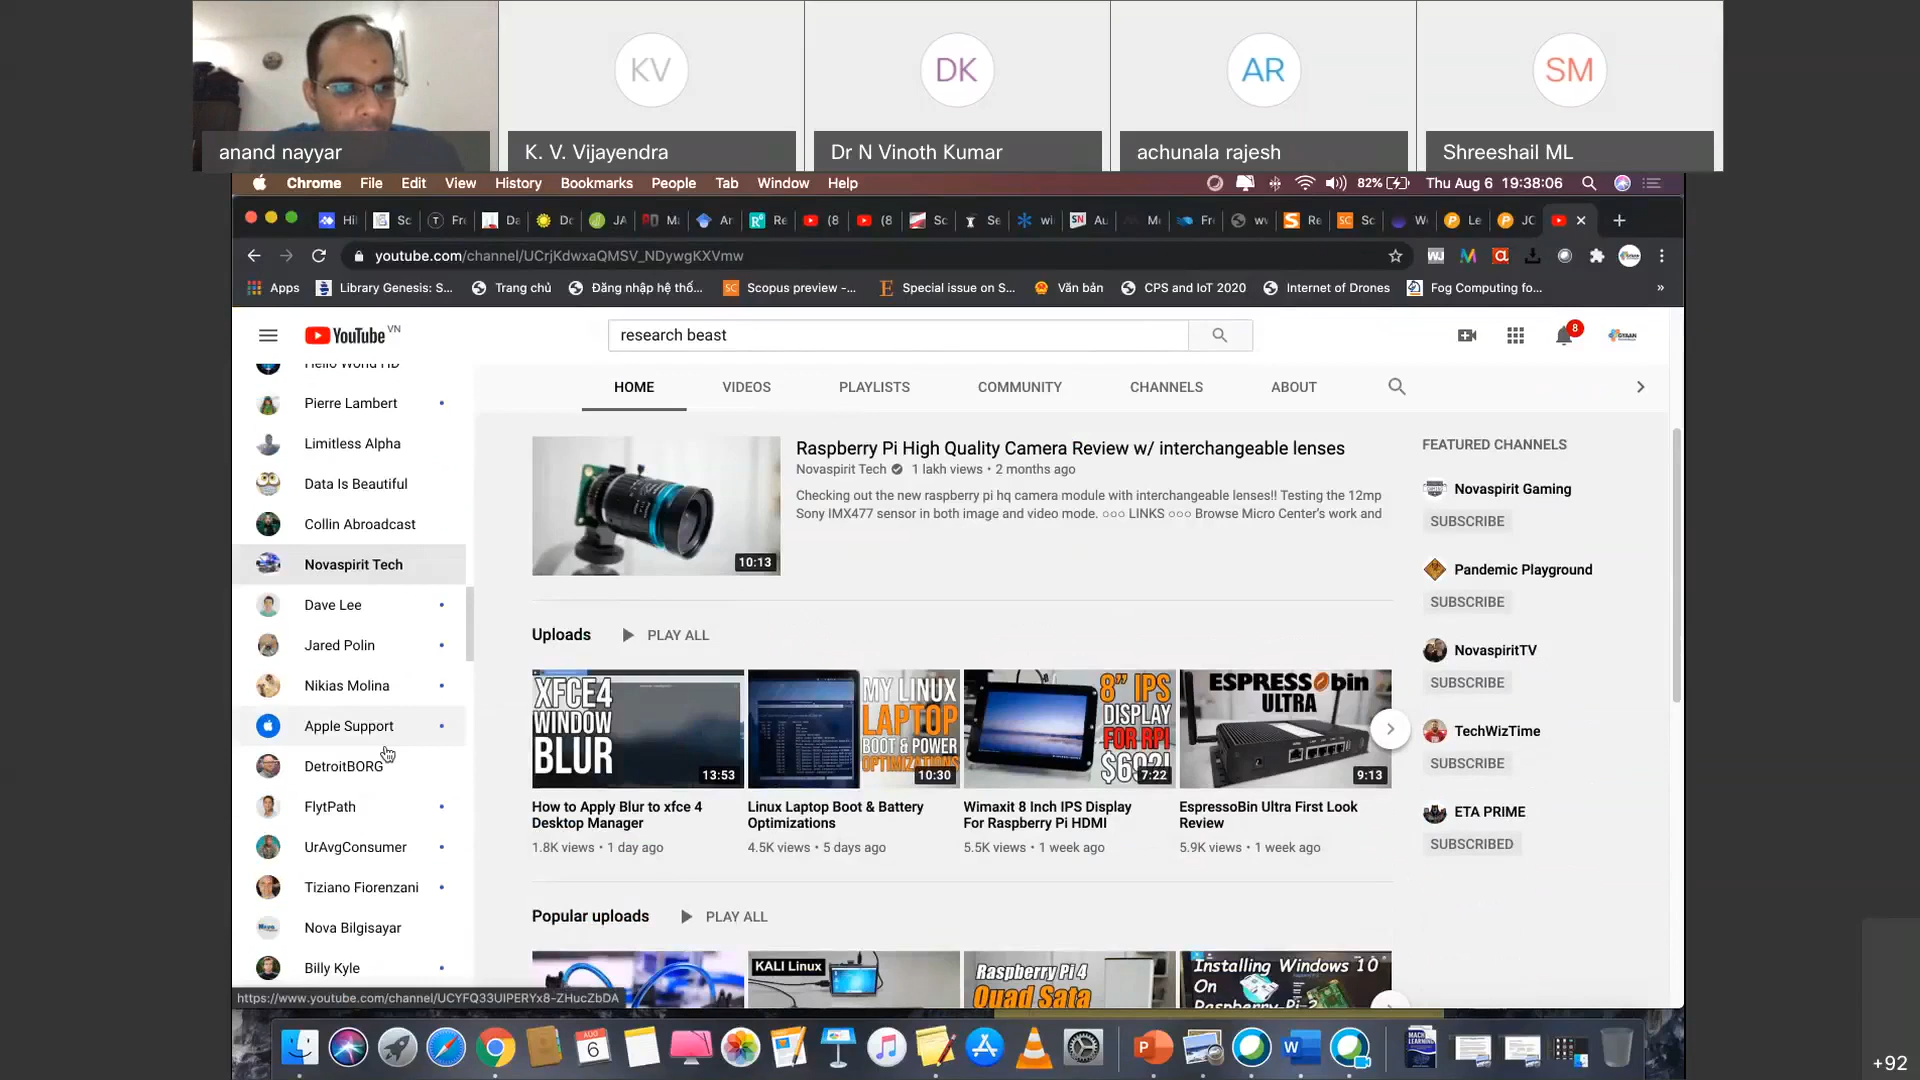 KV
DK
AR
SM
anand nayyar
K. V. Vijayendra
Dr N Vinoth Kumar
achunala rajesh
Shreeshail ML
Chrome File Edit View History Bookmarks People Tab Window Help
82% Thu Aug 6 19:38:06
youtube.com/channel/UCrjKdwxaQMSV_NDywgKXVmw
Apps Library Genesis: S... Trang chủ Đăng nhập hệ thố... Scopus preview -... Special issue on S... Văn bản CPS and IoT 2020 Internet of Drones Fog Computing fo... »
YouTube VN
research beast
8
HOME VIDEOS PLAYLISTS COMMUNITY CHANNELS ABOUT
Hello World HD
Pierre Lambert
Limitless Alpha
Data Is Beautiful
Collin Abroadcast
Novaspirit Tech
Dave Lee
Jared Polin
Nikias Molina
Apple Support
DetroitBORG
FlytPath
UrAvgConsumer
Tiziano Fiorenzani
Nova Bilgisayar
Billy Kyle
https://www.youtube.com/channel/UCYFQ33UIPERYx8-ZHucZbDA
10:13
Raspberry Pi High Quality Camera Review w/ interchangeable lenses
Novaspirit Tech 1 lakh views • 2 months ago
Checking out the new raspberry pi hq camera module with interchangeable lenses!! Testing the 12mp
Sony IMX477 sensor in both image and video mode. ○○○ LINKS ○○○ Browse Micro Center's work and
Uploads PLAY ALL
XFCE4
WINDOW
BLUR
13:53
MY LINUX
LAPTOP
BOOT & POWER
OPTIMIZATIONS
10:30
8" IPS
DISPLAY
FOR RPI
7:22
ESPRESSObin
ULTRA
9:13
How to Apply Blur to xfce 4
Desktop Manager
1.8K views • 1 day ago
Linux Laptop Boot & Battery
Optimizations
4.5K views • 5 days ago
Wimaxit 8 Inch IPS Display
For Raspberry Pi HDMI
5.5K views • 1 week ago
EspressoBin Ultra First Look
Review
5.9K views • 1 week ago
Popular uploads PLAY ALL
KALI Linux
Raspberry Pi 4
Quad Sata
Installing Windows 10
On
Raspberry-Pi-2
FEATURED CHANNELS
Novaspirit Gaming
SUBSCRIBE
Pandemic Playground
SUBSCRIBE
NovaspiritTV
SUBSCRIBE
TechWizTime
SUBSCRIBE
ETA PRIME
SUBSCRIBED
AUG
6
+92